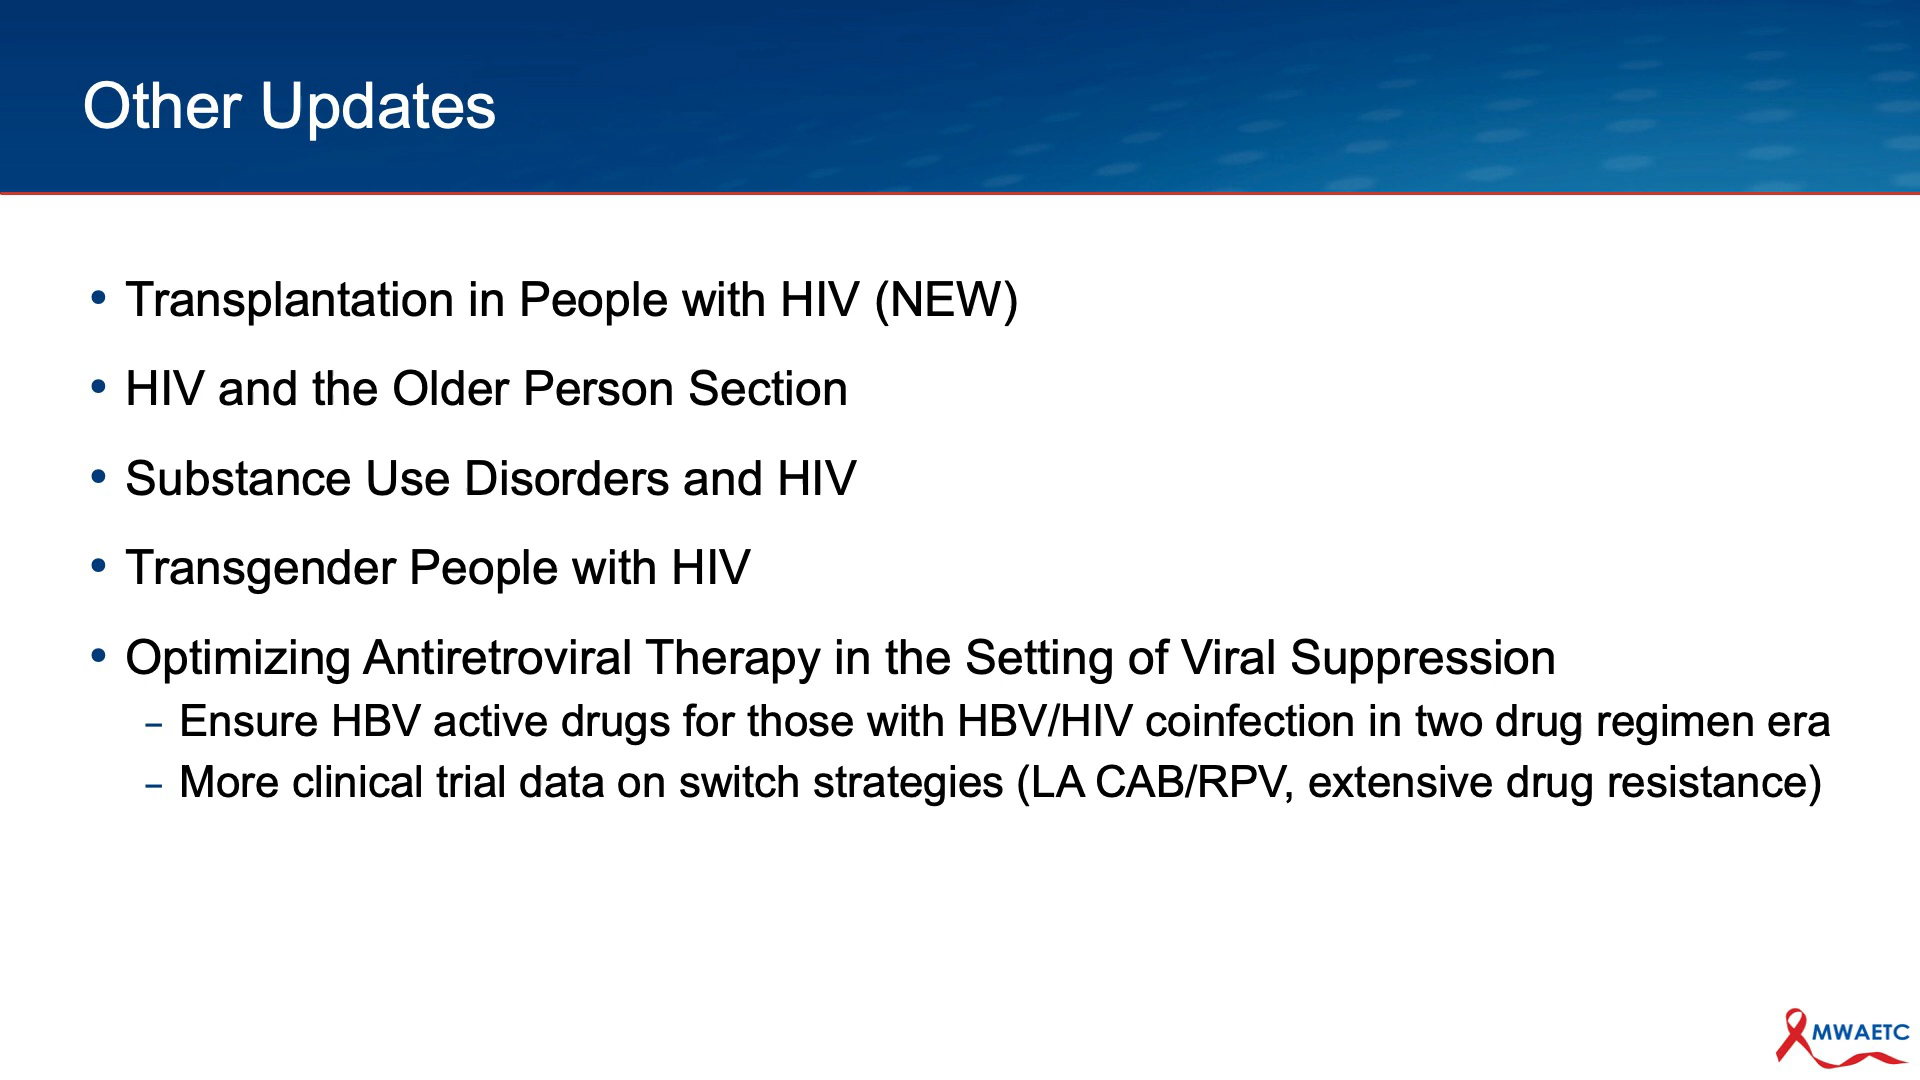 Other Updates
• Transplantation in People with HIV (NEW)
• HIV and the Older Person Section
• Substance Use Disorders and HIV
• Transgender People with HIV
• Optimizing Antiretroviral Therapy in the Setting of Viral Suppression
– Ensure HBV active drugs for those with HBV/HIV coinfection in two drug regimen era
– More clinical trial data on switch strategies (LA CAB/RPV, extensive drug resistance)
MWAETC